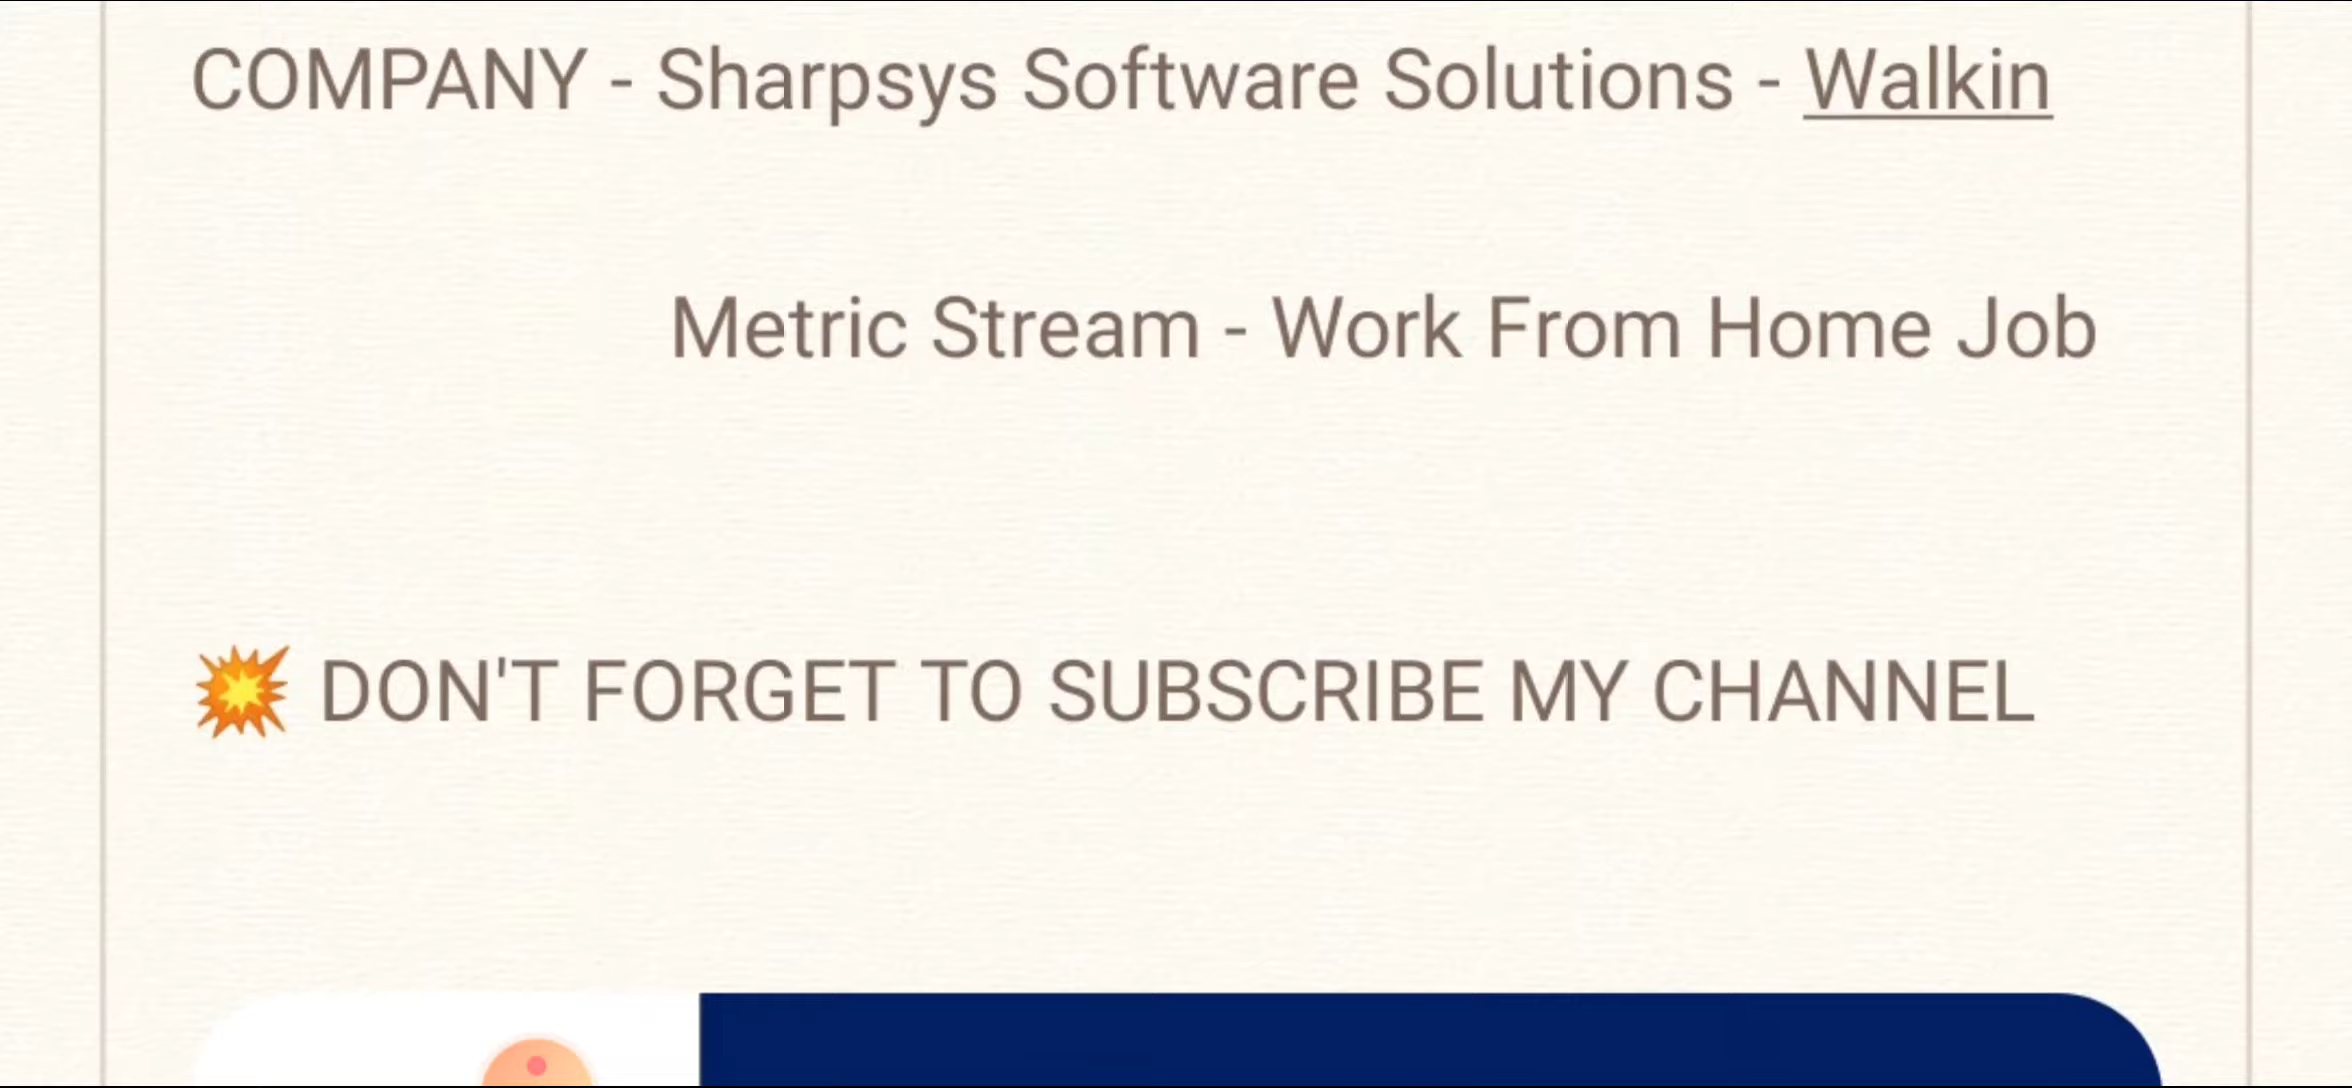 COMPANY - Sharpsys Software Solutions - Walkin
Metric Stream - Work From Home Job
💥 DON'T FORGET TO SUBSCRIBE MY CHANNEL